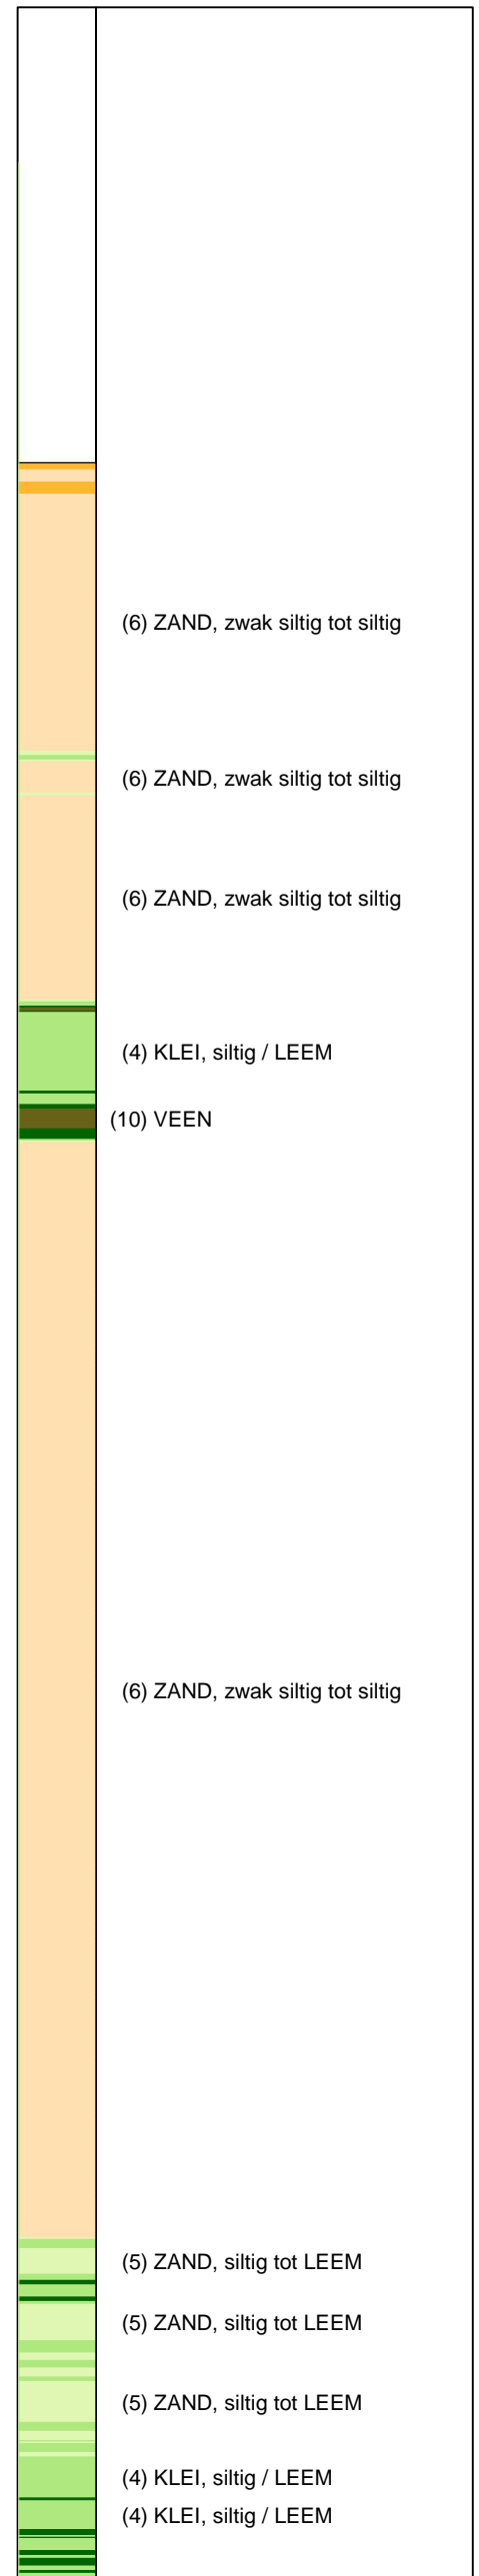 (6) ZAND, zwak siltig tot siltig
(6) ZAND, zwak siltig tot siltig
(6) ZAND, zwak siltig tot siltig
(4) KLEI, siltig / LEEM
(10) VEEN
(6) ZAND, zwak siltig tot siltig
(5) ZAND, siltig tot LEEM
(5) ZAND, siltig tot LEEM
(5) ZAND, siltig tot LEEM
(4) KLEI, siltig / LEEM
(4) KLEI, siltig / LEEM